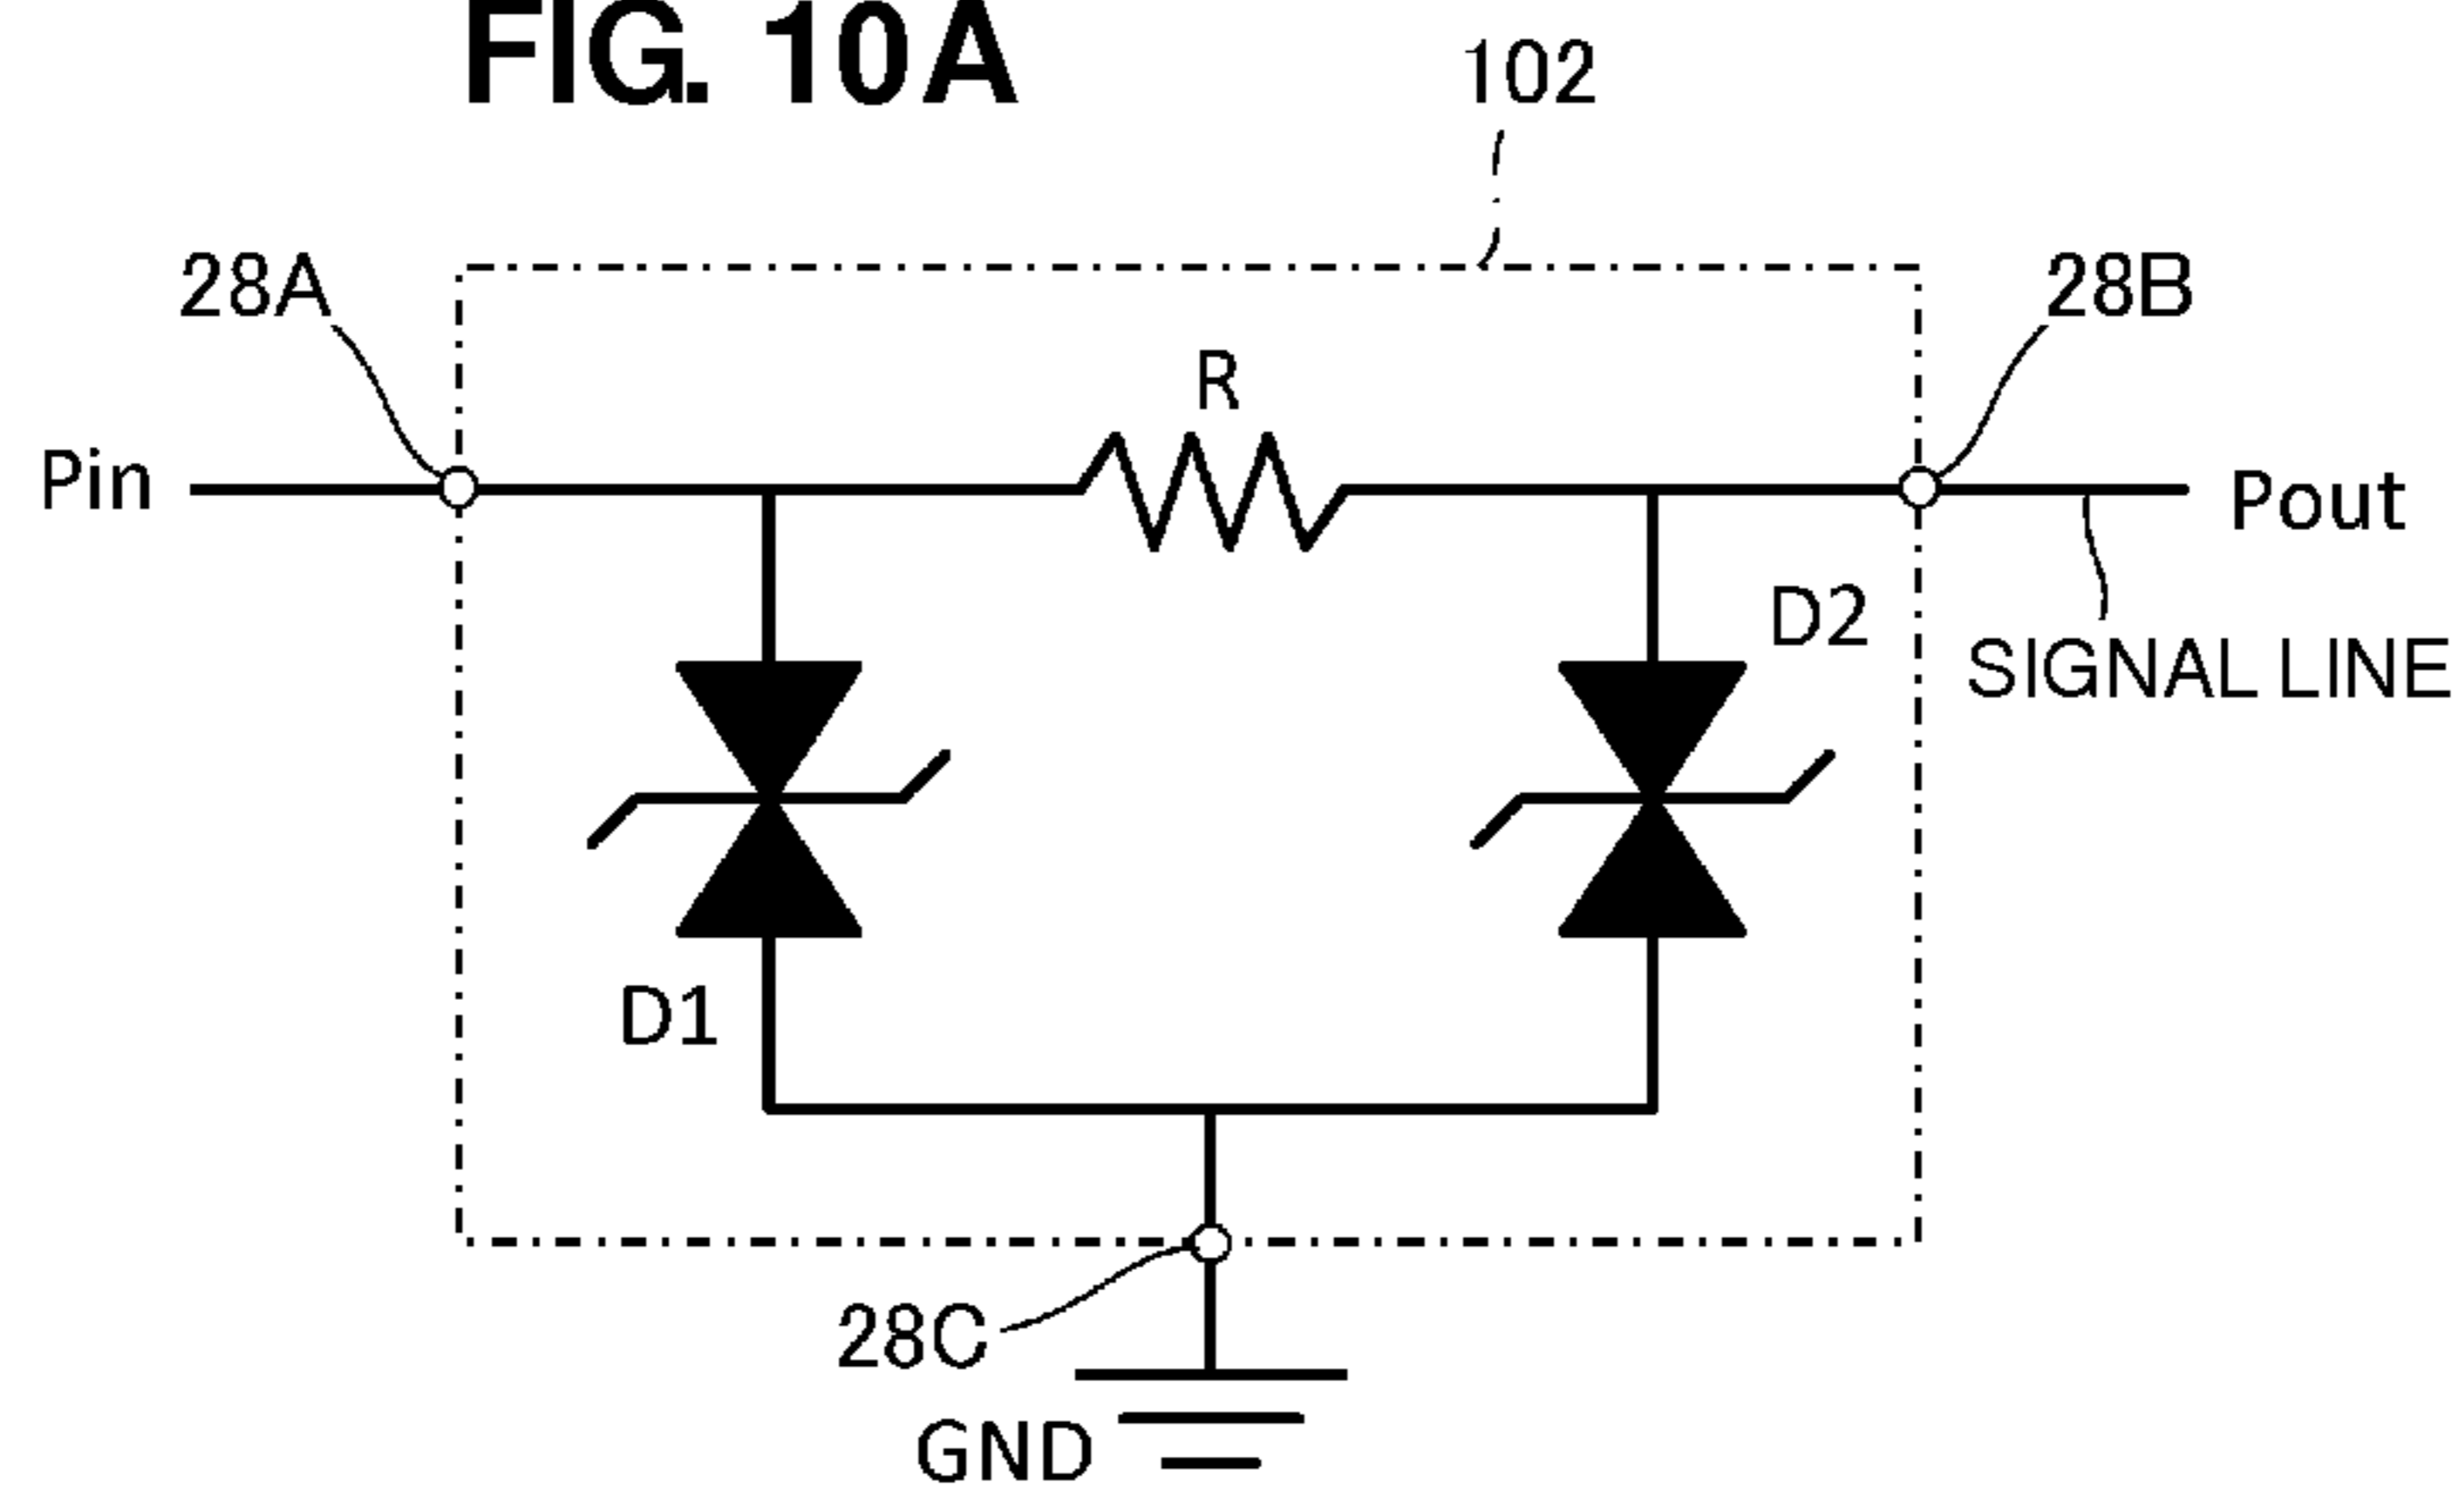 FIG. 10A
102
28A
28B
R
Pin
Pout
D2
SIGNAL LINE
D1
28C
GND